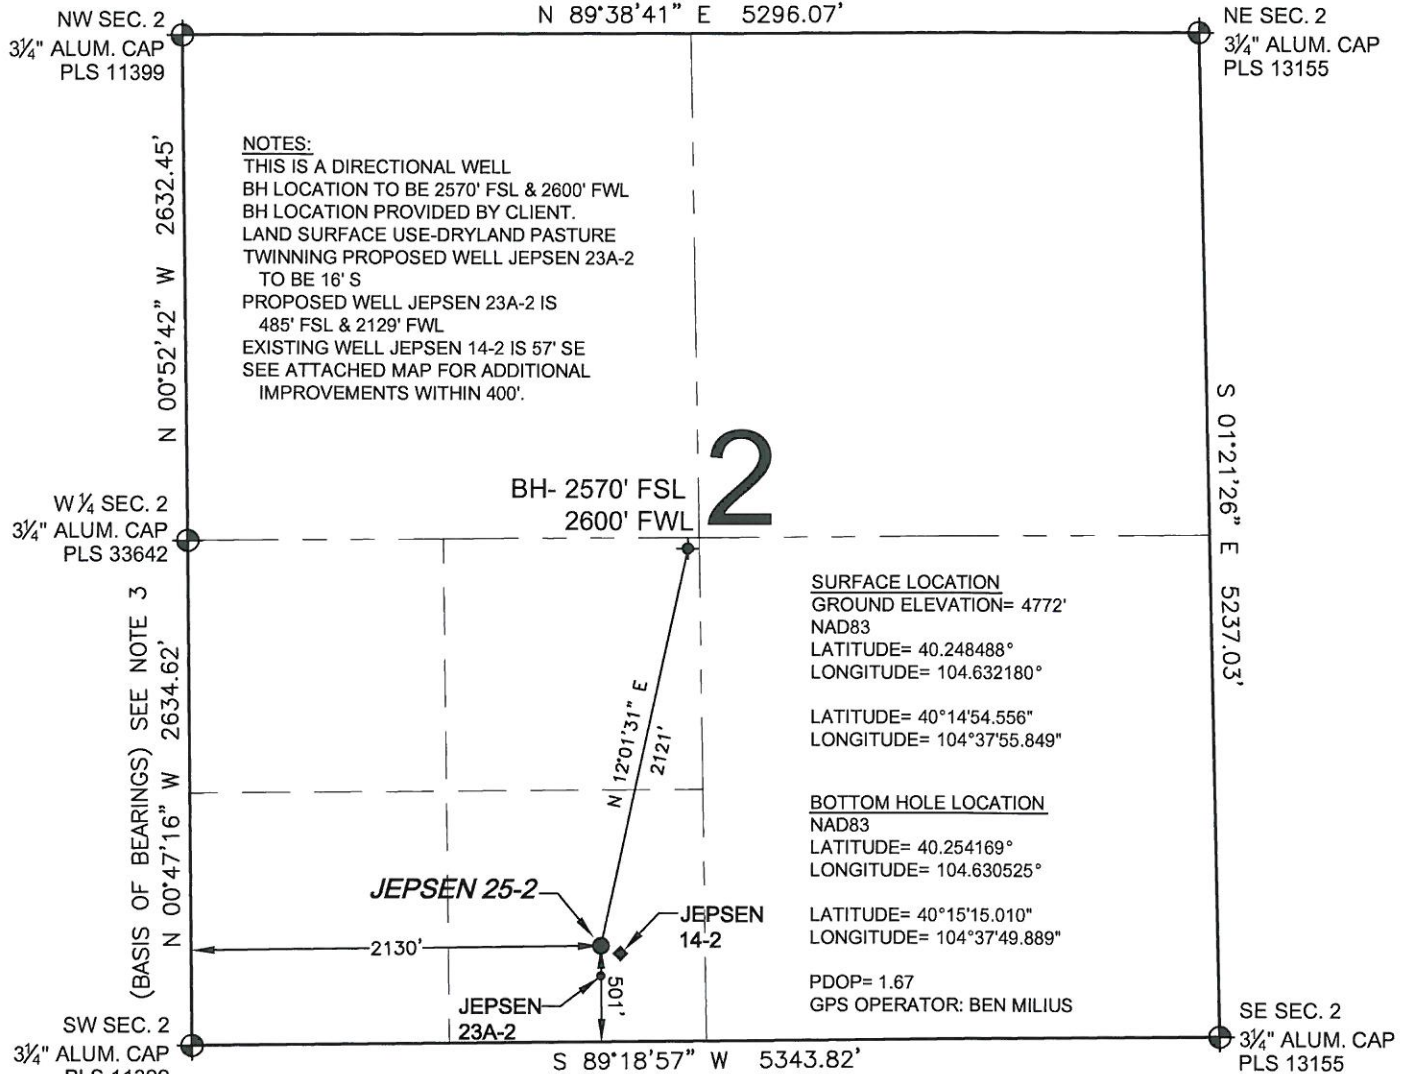 N 89°38'41" E 5296.07'
NW SEC. 2
3¼" ALUM. CAP
PLS 11399
NE SEC. 2
3¼" ALUM. CAP
PLS 13155
N 00°52'42" W 2632.45'
NOTES:
THIS IS A DIRECTIONAL WELL
BH LOCATION TO BE 2570' FSL & 2600' FWL
BH LOCATION PROVIDED BY CLIENT.
LAND SURFACE USE-DRYLAND PASTURE
TWINNING PROPOSED WELL JEPSEN 23A-2
TO BE 16' S
PROPOSED WELL JEPSEN 23A-2 IS
485' FSL & 2129' FWL
EXISTING WELL JEPSEN 14-2 IS 57' SE
SEE ATTACHED MAP FOR ADDITIONAL
IMPROVEMENTS WITHIN 400'.
2
BH- 2570' FSL
2600' FWL
S 01°21'26" E 5237.03'
W ¼ SEC. 2
3¼" ALUM. CAP
PLS 33642
(BASIS OF BEARINGS) SEE NOTE 3
N 00°47'16" W 2634.62'
N 12°01'31" E
2121'
SURFACE LOCATION
GROUND ELEVATION= 4772'
NAD83
LATITUDE= 40.248488°
LONGITUDE= 104.632180°
LATITUDE= 40°14'54.556"
LONGITUDE= 104°37'55.849"
BOTTOM HOLE LOCATION
NAD83
LATITUDE= 40.254169°
LONGITUDE= 104.630525°
LATITUDE= 40°15'15.010"
LONGITUDE= 104°37'49.889"
PDOP= 1.67
GPS OPERATOR: BEN MILIUS
JEPSEN 25-2
JEPSEN
14-2
2130'
501'
JEPSEN
23A-2
SW SEC. 2
3¼" ALUM. CAP
PLS 11399
S 89°18'57" W 5343.82'
SE SEC. 2
3¼" ALUM. CAP
PLS 13155